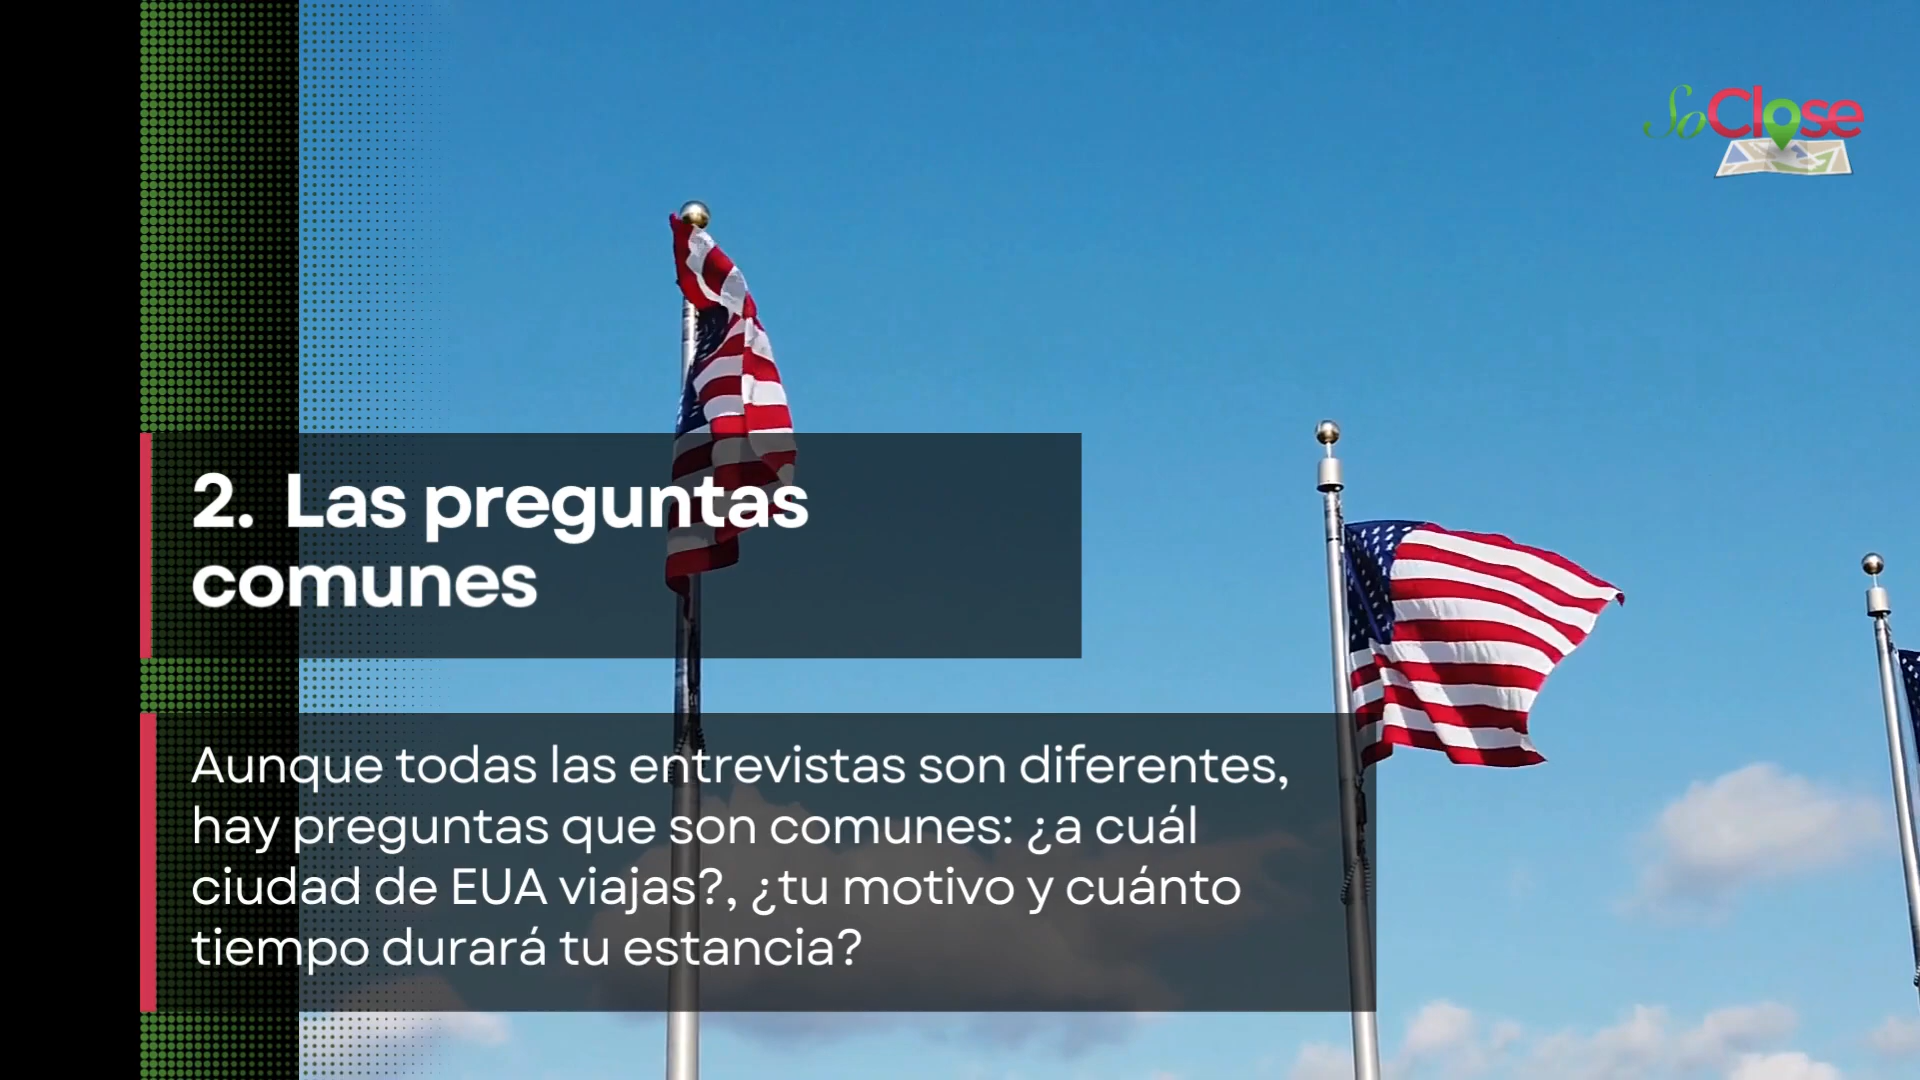 SoClose
2. Las preguntas
comunes
Aunque todas las entrevistas son diferentes,
hay preguntas que son comunes: ¿a cuál
ciudad de EUA viajas?, ¿tu motivo y cuánto
tiempo durará tu estancia?